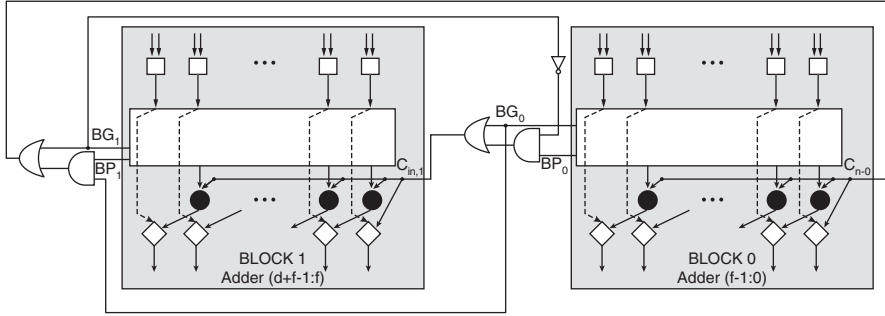 BG1
BP1
Cin,1
BLOCK 1
Adder (d+f-1:f)
BG0
BP0
Cn-0
BLOCK 0
Adder (f-1:0)